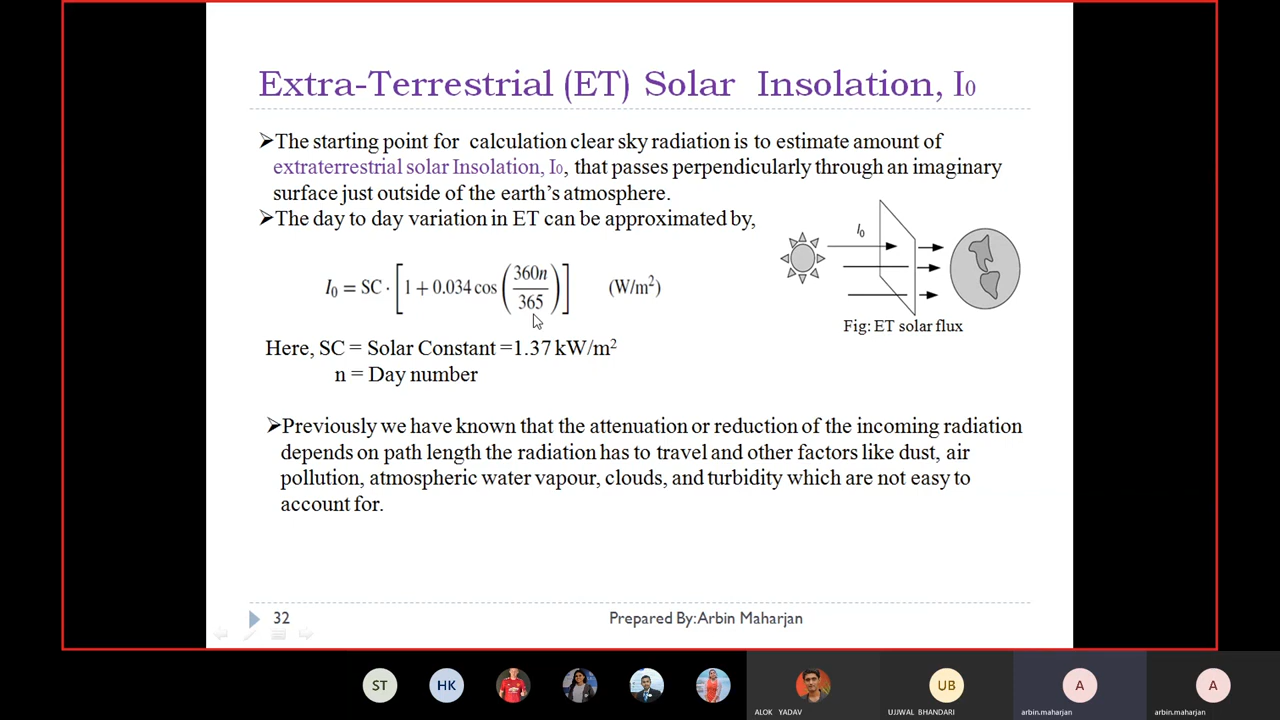 Extra-Terrestrial (ET) Solar Insolation, I0
➢The starting point for calculation clear sky radiation is to estimate amount of
extraterrestrial solar Insolation, I0, that passes perpendicularly through an imaginary
surface just outside of the earth's atmosphere.
➢The day to day variation in ET can be approximated by,
I0
I0 = SC · [1 + 0.034 cos (360n/365)] (W/m²)
Fig: ET solar flux
Here, SC = Solar Constant =1.37 kW/m²
n = Day number
➢Previously we have known that the attenuation or reduction of the incoming radiation
depends on path length the radiation has to travel and other factors like dust, air
pollution, atmospheric water vapour, clouds, and turbidity which are not easy to
account for.
32 Prepared By:Arbin Maharjan
ST HK UB A A
ALOK YADAV UJJWAL BHANDARI arbin.maharjan arbin.maharjan